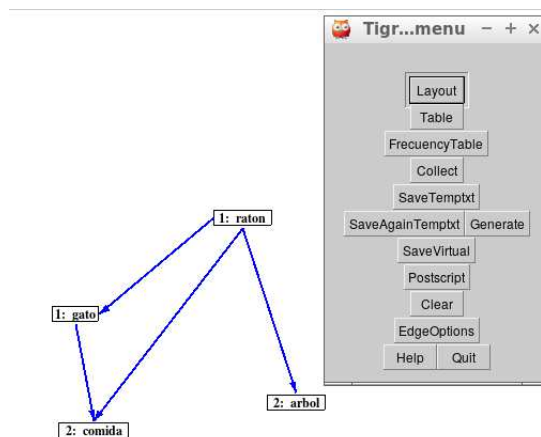 Tigr...menu
Layout
Table
FrecuencyTable
Collect
SaveTemptxt
SaveAgainTemptxt Generate
SaveVirtual
Postscript
Clear
EdgeOptions
Help Quit
1: raton
1: gato
2: arbol
2: comida